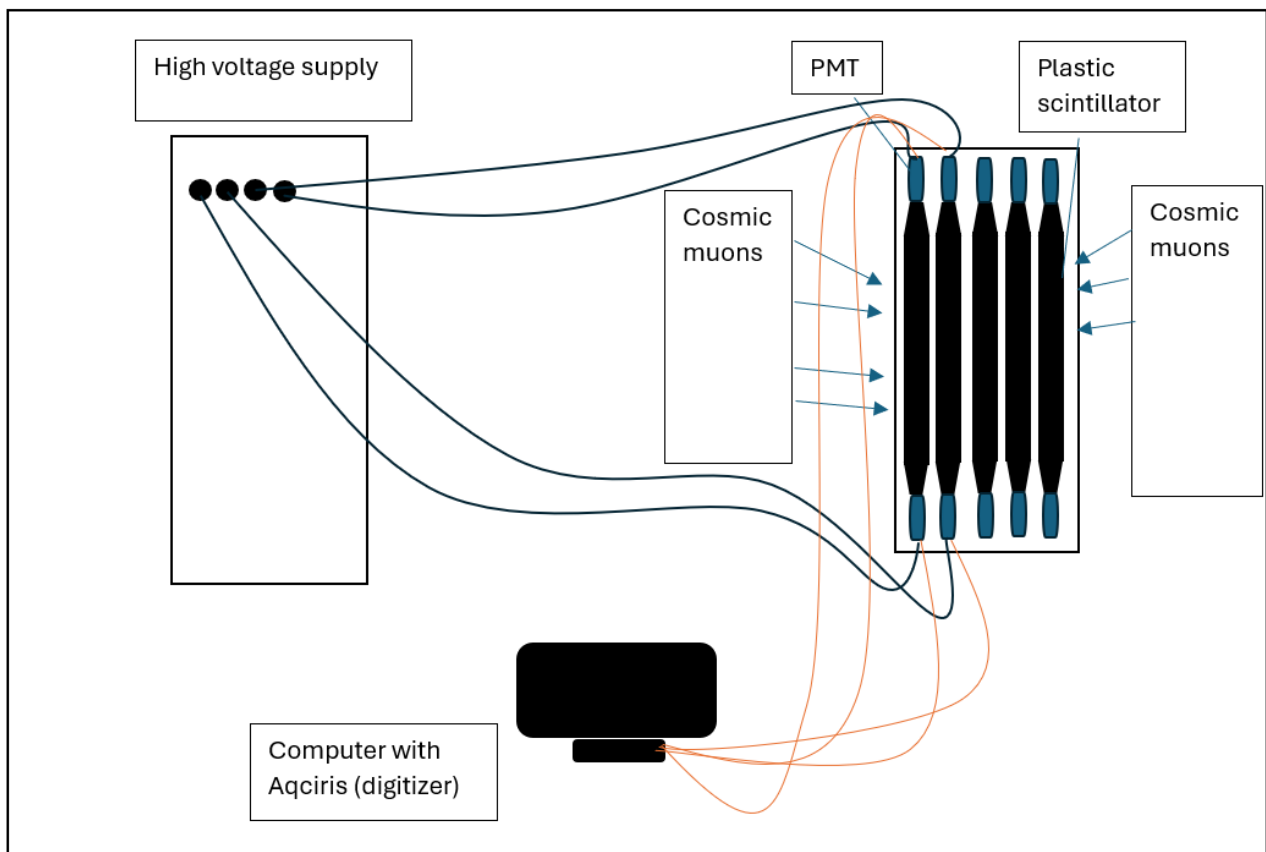 High voltage supply
PMT
Plastic
scintillator
Cosmic
muons
Cosmic
muons
Computer with
Aqciris (digitizer)